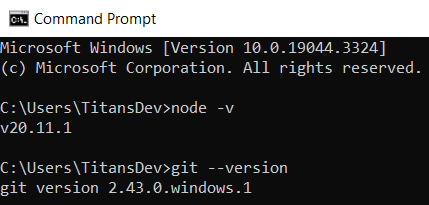 Command Prompt
Microsoft Windows [Version 10.0.19044.3324]
(c) Microsoft Corporation. All rights reserved.
C:\Users\TitansDev>node -v
v20.11.1
C:\Users\TitansDev>git --version
git version 2.43.0.windows.1